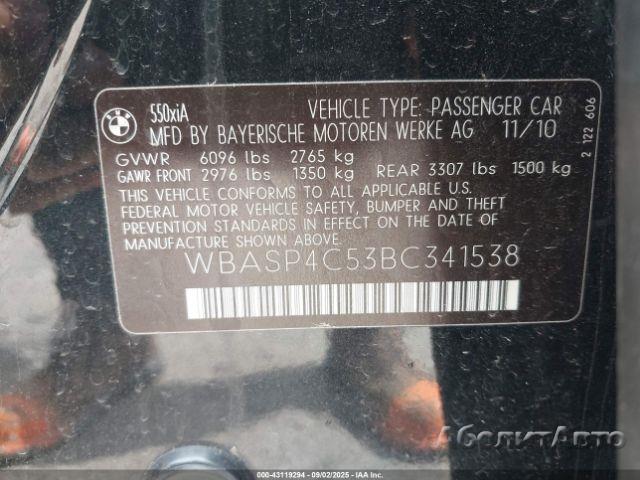 BMW
550xiA
VEHICLE TYPE: PASSENGER CAR
MFD BY BAYERISCHE MOTOREN WERKE AG 11/10
GVWR 6096 lbs 2765 kg
GAWR FRONT 2976 lbs 1350 kg REAR 3307 lbs 1500 kg
THIS VEHICLE CONFORMS TO ALL APPLICABLE U.S.
FEDERAL MOTOR VEHICLE SAFETY, BUMPER AND THEFT
PREVENTION STANDARDS IN EFFECT ON THE DATE OF
MANUFACTURE SHOWN ABOVE.
WBASP4C53BC341538
2 122 606
АвелитАвто
000-43119294 - 09/02/2025 - IAA Inc.